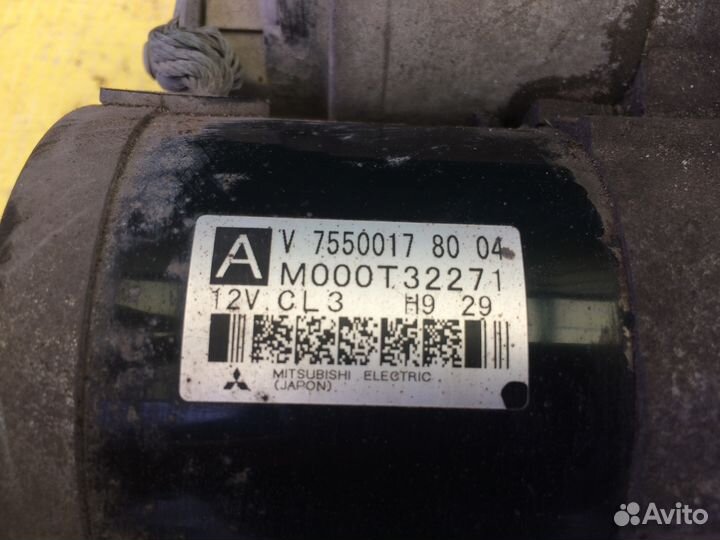 A V 7550017 80 04
M000T32271
12V CL3 H9 29
MITSUBISHI ELECTRIC
(JAPON)
Avito